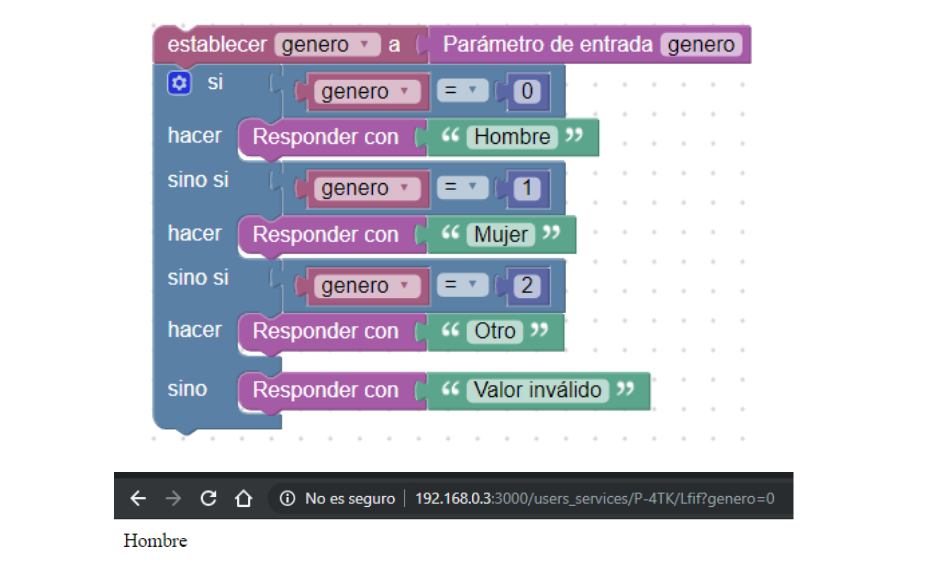 establecer genero a Parámetro de entrada genero
si genero = 0
hacer Responder con “ Hombre ”
sino si genero = 1
hacer Responder con “ Mujer ”
sino si genero = 2
hacer Responder con “ Otro ”
sino Responder con “ Valor inválido ”
No es seguro | 192.168.0.3:3000/users_services/P-4TK/Lfif?genero=0
Hombre